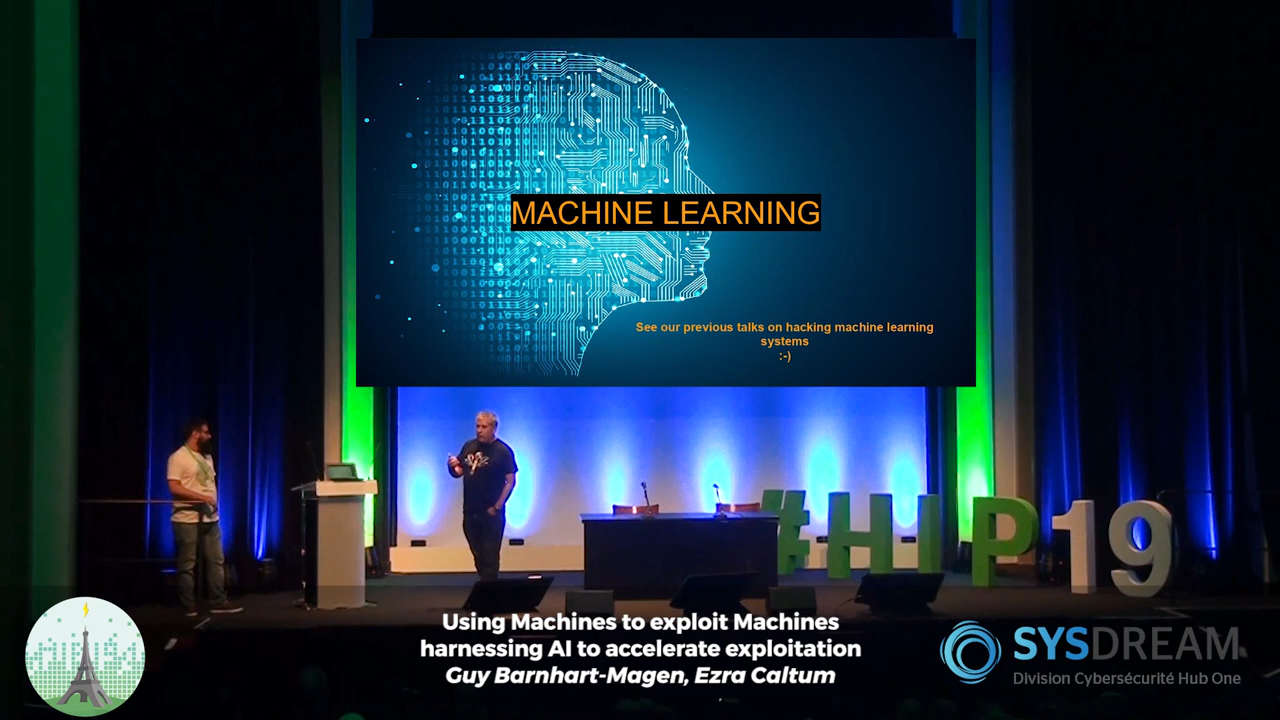 MACHINE LEARNING
See our previous talks on hacking machine learning
systems
:-)
#HIP19
Using Machines to exploit Machines
harnessing AI to accelerate exploitation
Guy Barnhart-Magen, Ezra Caltum
SYSDREAM
Division Cybersécurité Hub One